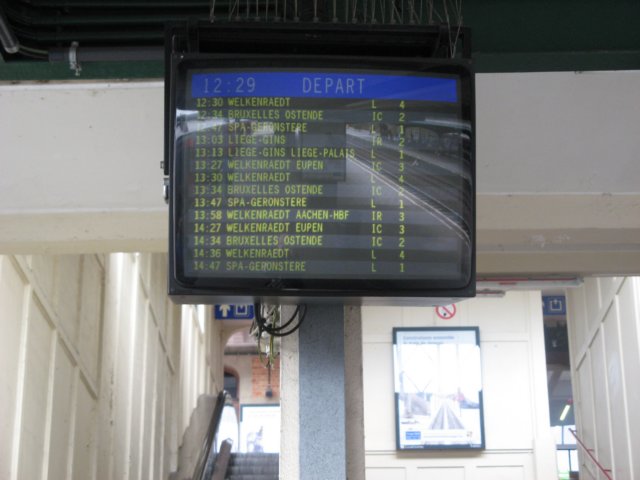 12:29 DEPART
12:30 WELKENRAEDT L 4
12:34 BRUXELLES OSTENDE IC 2
12:47 SPA-GERONSTERE L 1
13:03 LIEGE-GINS IR 2
13:13 LIEGE-GINS LIEGE-PALAIS L 1
13:27 WELKENRAEDT EUPEN IC 3
13:30 WELKENRAEDT L 4
13:34 BRUXELLES OSTENDE IC 2
13:47 SPA-GERONSTERE L 1
13:58 WELKENRAEDT AACHEN-HBF IR 3
14:27 WELKENRAEDT EUPEN IC 3
14:34 BRUXELLES OSTENDE IC 2
14:36 WELKENRAEDT L 4
14:47 SPA-GERONSTERE L 1